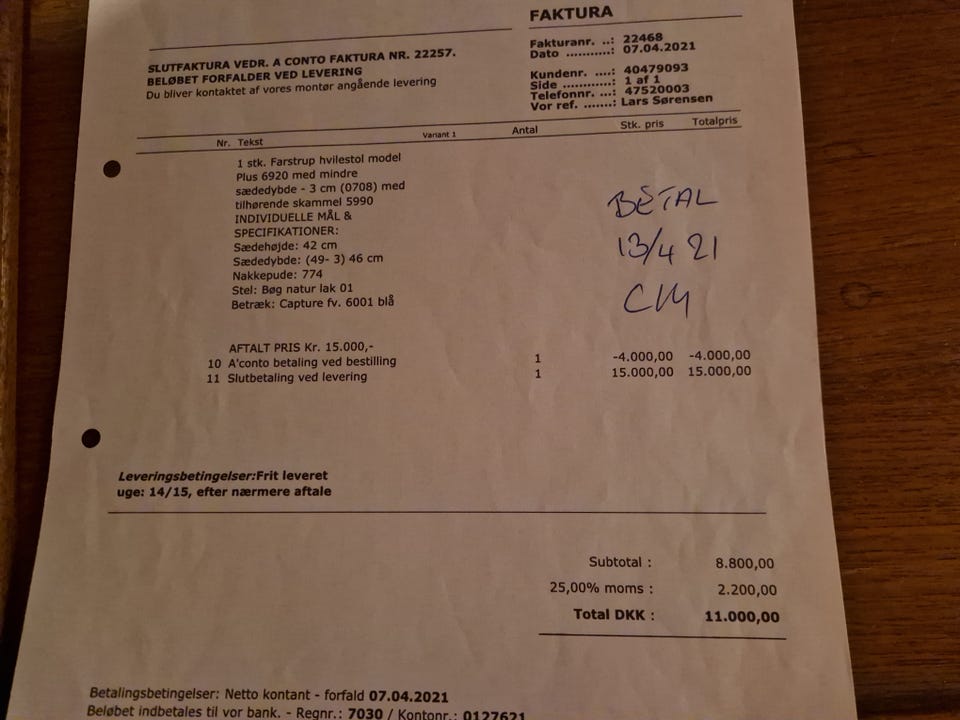 FAKTURA
Fakturanr. ..: 22468
Dato ...........: 07.04.2021
Kundenr. ....: 40479093
Side ............: 1 af 1
Telefonnr. ...: 47520003
Vor ref. .......: Lars Sørensen
SLUTFAKTURA VEDR. A CONTO FAKTURA NR. 22257.
BELØBET FORFALDER VED LEVERING
Du bliver kontaktet af vores montør angående levering
Nr. Tekst Variant 1 Antal Stk. pris Totalpris
1 stk. Farstrup hvilestol model
Plus 6920 med mindre
sædedybde - 3 cm (0708) med
tilhørende skammel 5990
INDIVIDUELLE MÅL &
SPECIFIKATIONER:
Sædehøjde: 42 cm
Sædedybde: (49- 3) 46 cm
Nakkepude: 774
Stel: Bøg natur lak 01
Betræk: Capture fv. 6001 blå
BETAL
13/4 21
CM
AFTALT PRIS Kr. 15.000,-
10 A'conto betaling ved bestilling 1 -4.000,00 -4.000,00
11 Slutbetaling ved levering 1 15.000,00 15.000,00
Leveringsbetingelser:Frit leveret
uge: 14/15, efter nærmere aftale
Subtotal : 8.800,00
25,00% moms : 2.200,00
Total DKK : 11.000,00
Betalingsbetingelser: Netto kontant - forfald 07.04.2021
Beløbet indbetales til vor bank. - Regnr.: 7030 / Kontonr.: 0127621